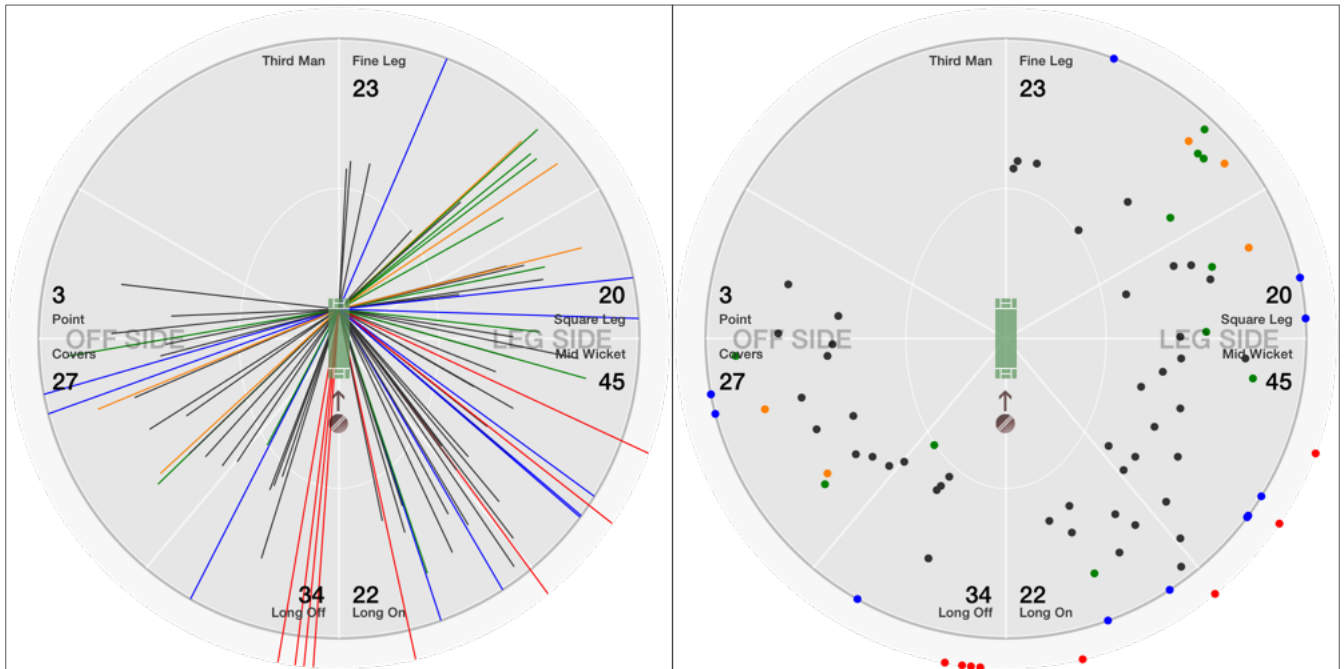 Third Man Fine Leg
23
3
20
Point
Square Leg
OFF SIDE
LEG SIDE
Covers
Mid Wicket
27
45
34 22
Long Off Long On
Third Man Fine Leg
23
3
20
Point
Square Leg
OFF SIDE
LEG SIDE
Covers
Mid Wicket
27
45
34 22
Long Off Long On